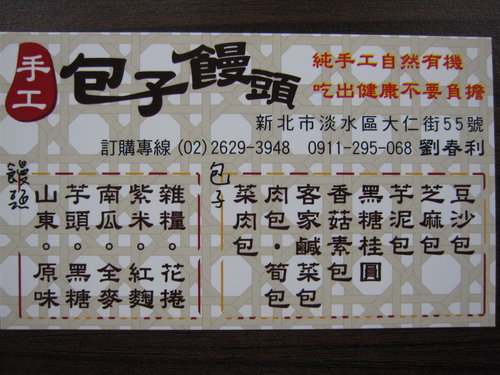 手工
包子饅頭
純手工自然有機
吃出健康不要負擔
新北市淡水區大仁街55號
訂購專線 (02)2629-3948 0911-295-068 劉春利
包子
豆沙包
芝麻包
芋泥包
黑糖桂圓
香菇素包
客家鹹菜包
肉包·筍包
菜肉包
饅頭
雜糧。花捲
紫米。紅麴
南瓜。全麥
芋頭。黑糖
山東。原味